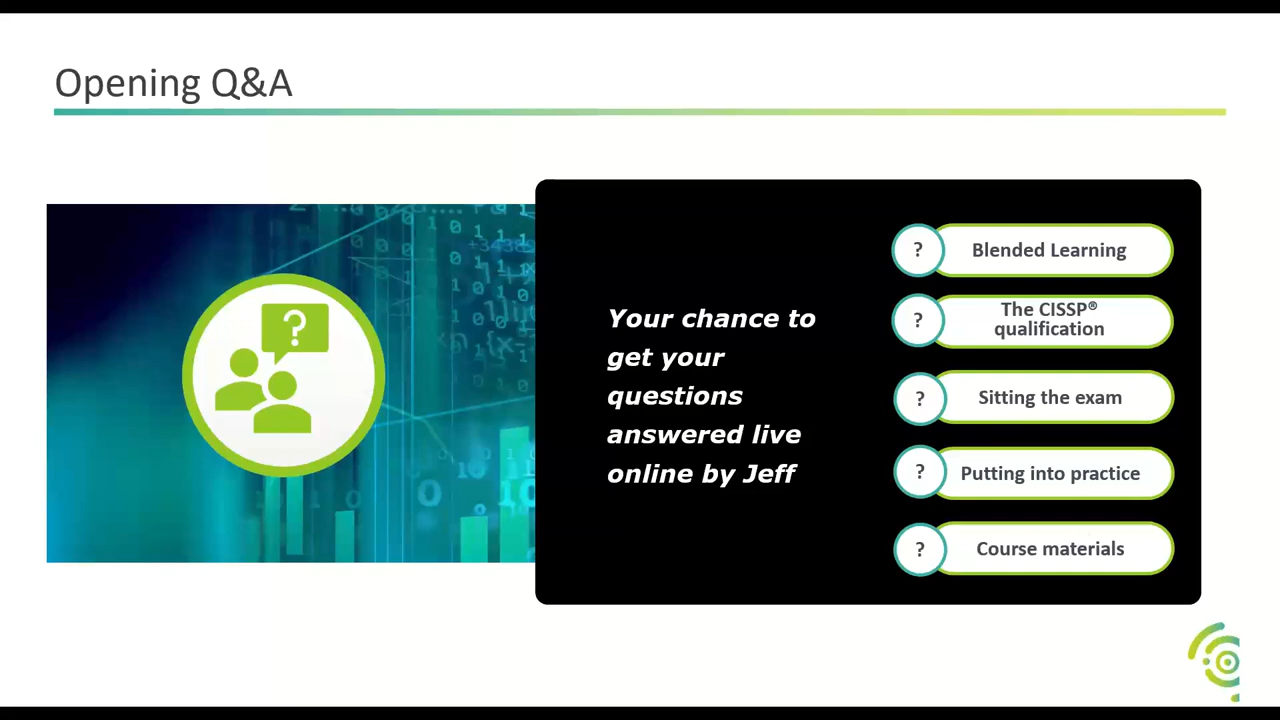 Opening Q&A
Your chance to
get your
questions
answered live
online by Jeff
? Blended Learning
? The CISSP®
qualification
? Sitting the exam
? Putting into practice
? Course materials
?